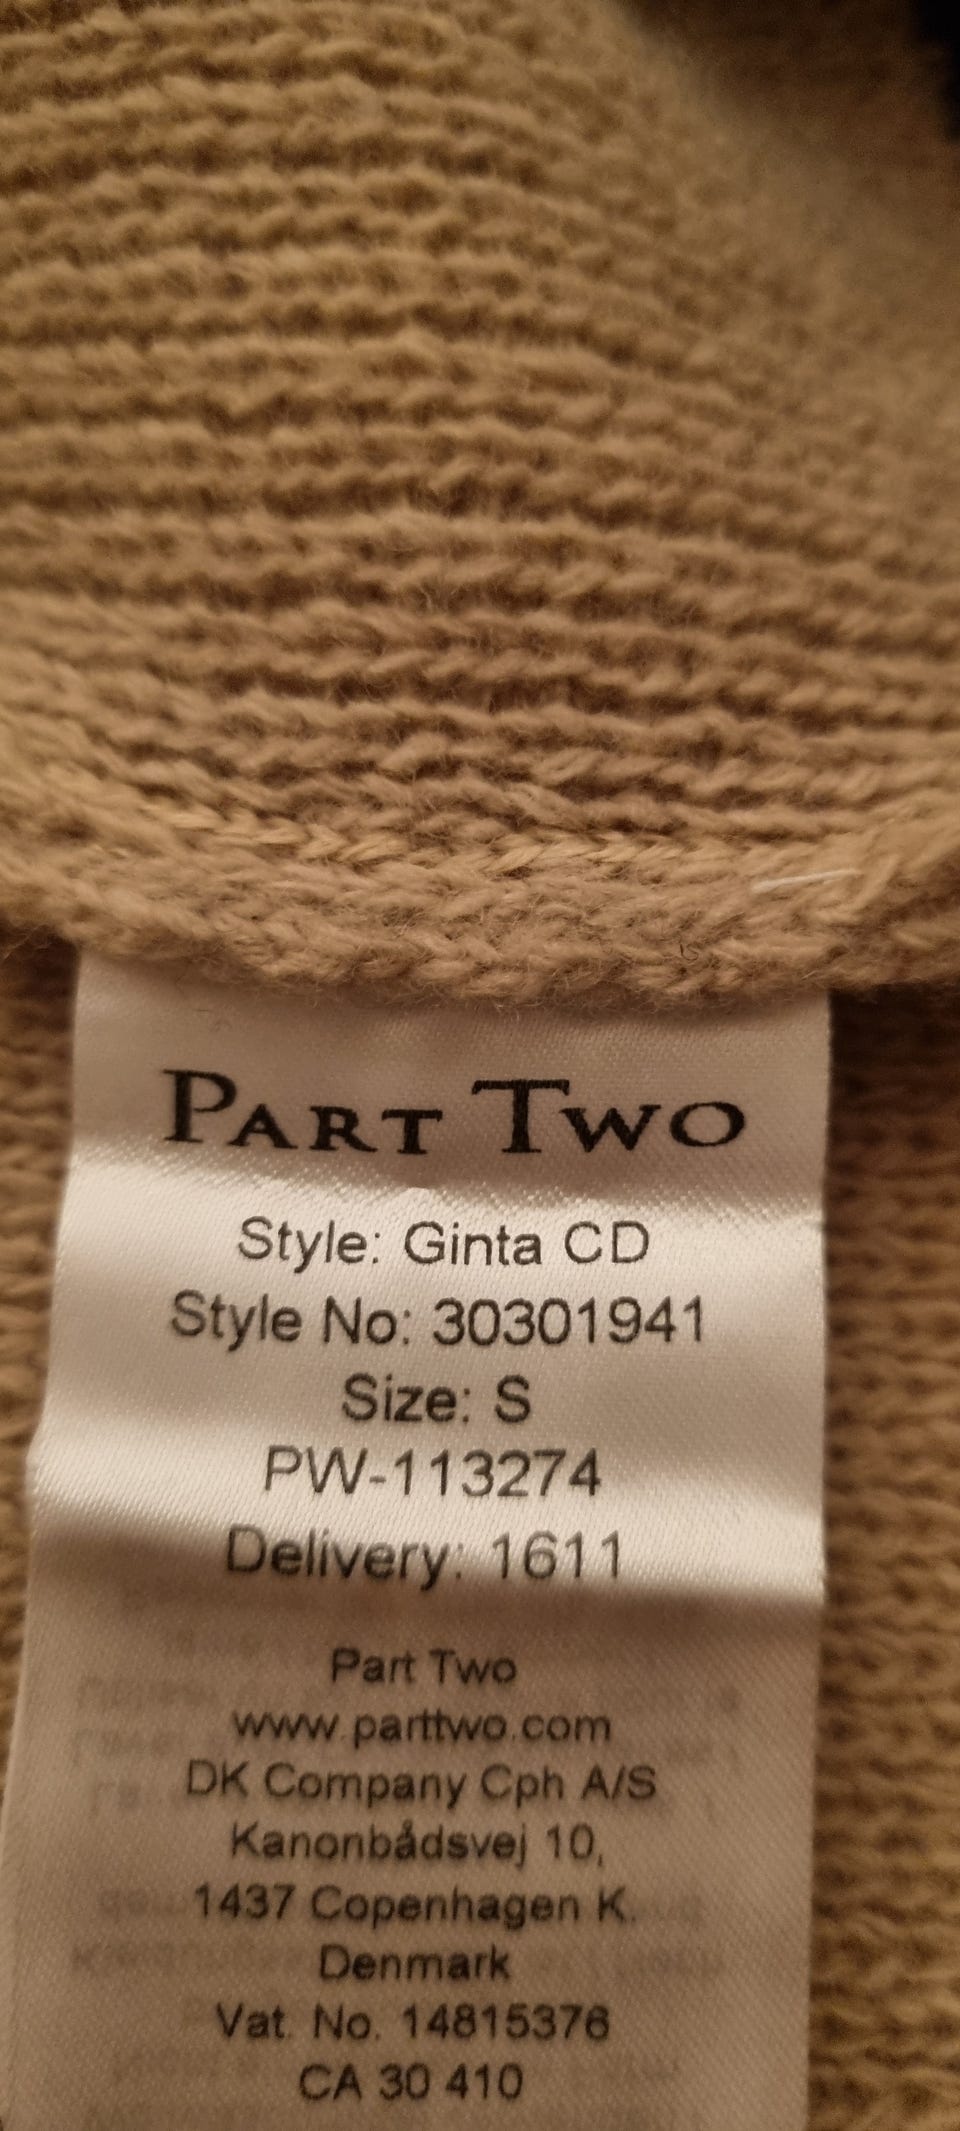 PART TWO
Style: Ginta CD
Style No: 30301941
Size: S
PW-113274
Delivery: 1611
Part Two
www.parttwo.com
DK Company Cph A/S
Kanonbådsvej 10,
1437 Copenhagen K.
Denmark
Vat. No. 14815376
CA 30 410